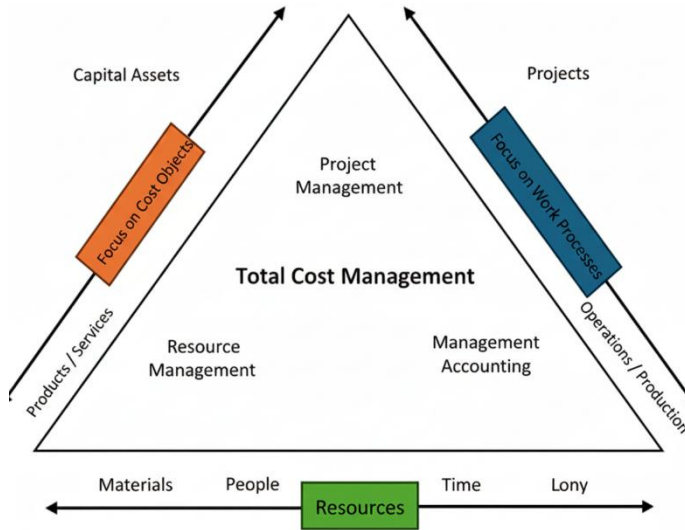 Capital Assets
Projects
Focus on Cost Objects
Focus on Work Processes
Project
Management
Total Cost Management
Products / Services
Resource
Management
Management
Accounting
Operations / Production
Materials
People
Resources
Time
Lony